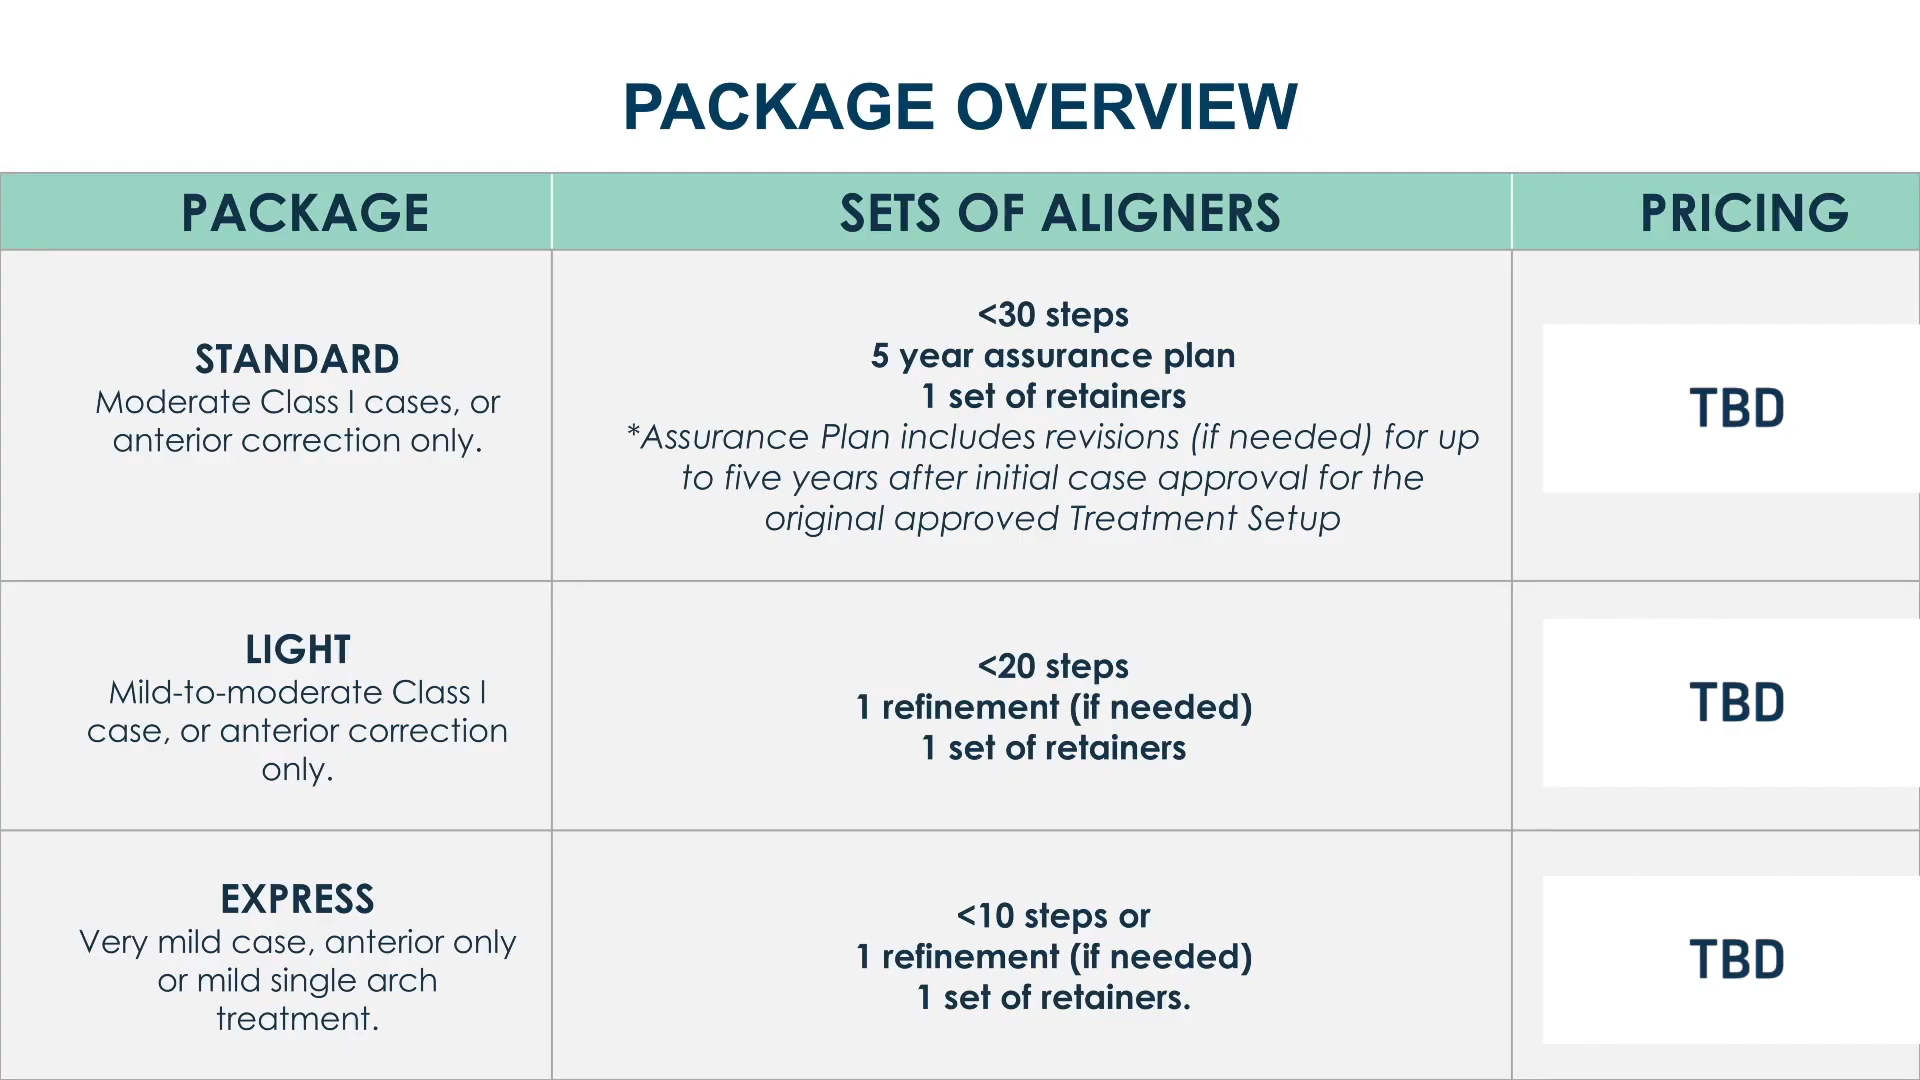 PACKAGE OVERVIEW
PACKAGE
SETS OF ALIGNERS
PRICING
STANDARD
Moderate Class I cases, or
anterior correction only.
<30 steps
5 year assurance plan
1 set of retainers
*Assurance Plan includes revisions (if needed) for up
to five years after initial case approval for the
original approved Treatment Setup
TBD
LIGHT
Mild-to-moderate Class I
case, or anterior correction
only.
<20 steps
1 refinement (if needed)
1 set of retainers
TBD
EXPRESS
Very mild case, anterior only
or mild single arch
treatment.
<10 steps or
1 refinement (if needed)
1 set of retainers.
TBD